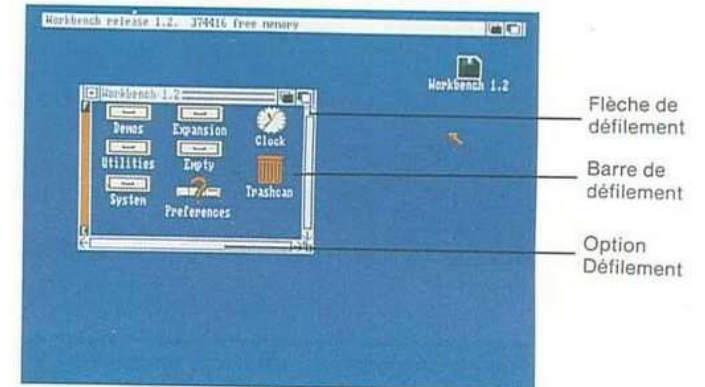 Workbench release 1.2. 374416 free memory
Workbench 1.2
Workbench 1.2
Demos
Expansion
Clock
Utilities
Empty
Trashcan
System
Preferences
Flèche de
défilement
Barre de
défilement
Option
Défilement